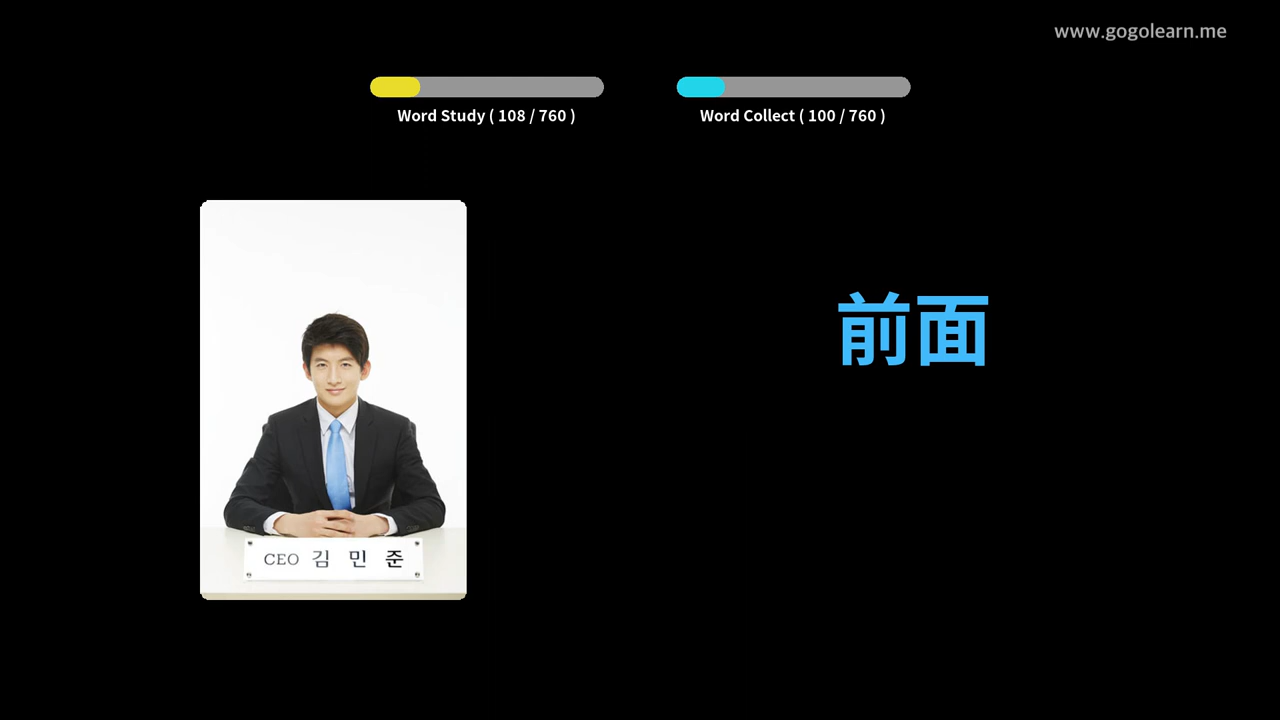 www.gogolearn.me
Word Study ( 108 / 760 )
Word Collect ( 100 / 760 )
前面
CEO 김 민 준